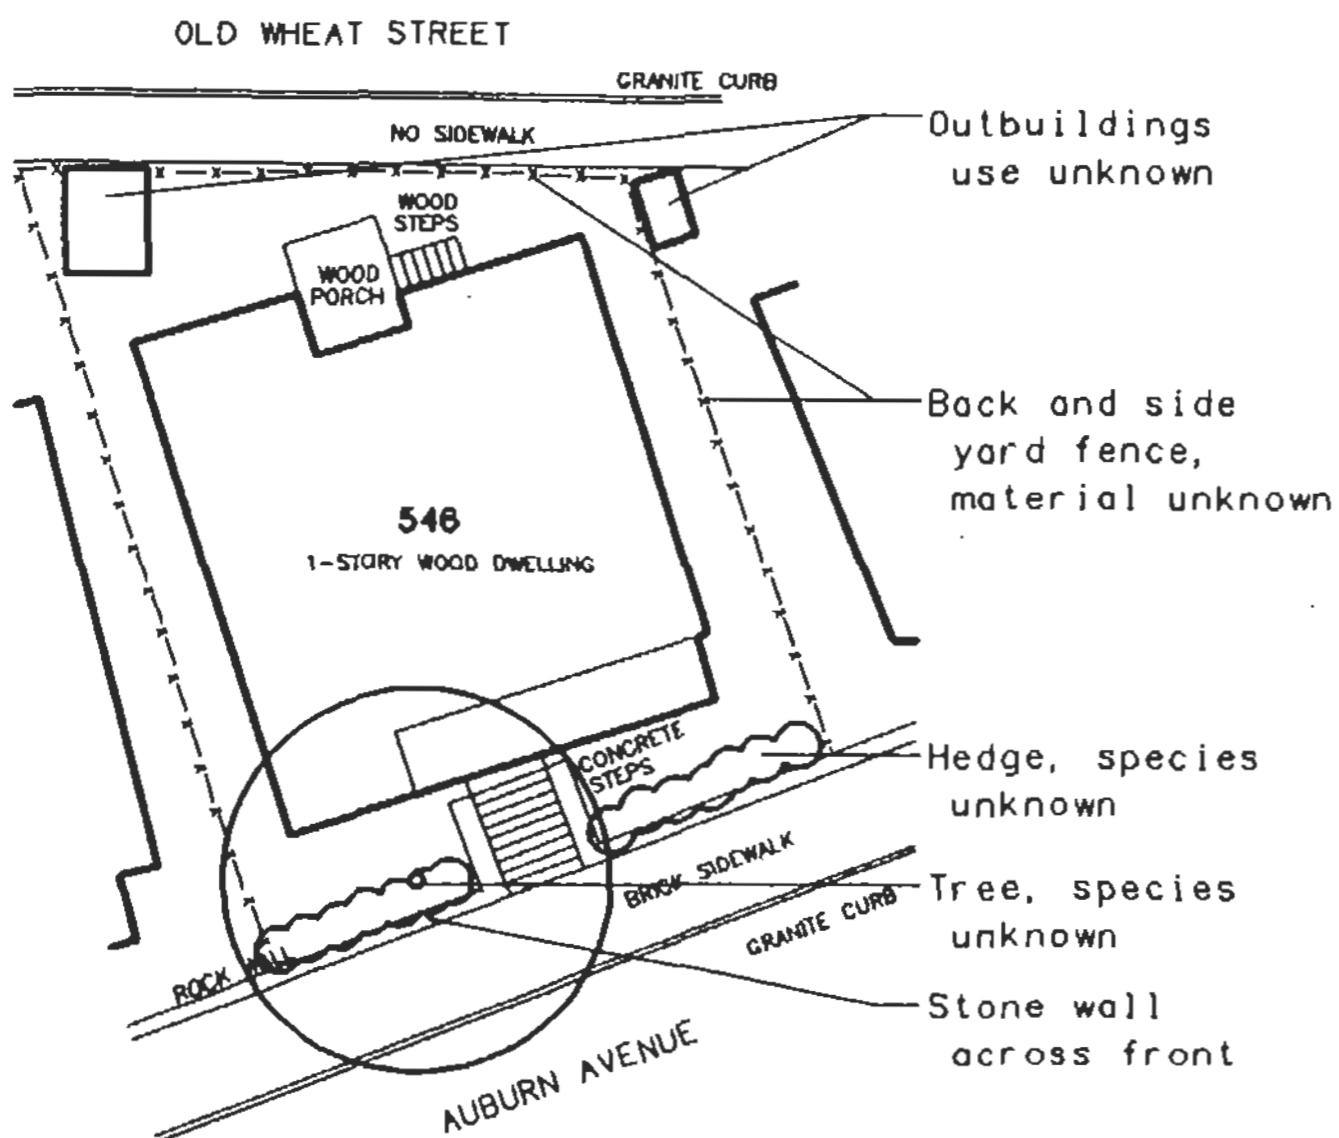 OLD WHEAT STREET
GRANITE CURB
NO SIDEWALK
Outbuildings
use unknown
WOOD
STEPS
WOOD
PORCH
Back and side
yard fence,
material unknown
546
1-STORY WOOD DWELLING
CONCRETE
STEPS
Hedge, species
unknown
BRICK SIDEWALK
Tree, species
unknown
GRANITE CURB
ROCK WALL
Stone wall
across front
AUBURN AVENUE